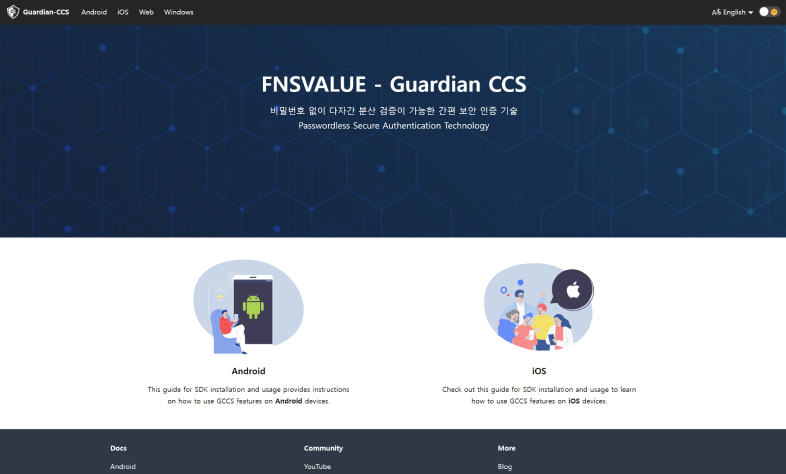 Guardian-CCS Android iOS Web Windows English
FNSVALUE - Guardian CCS
비밀번호 없이 다자간 분산 검증이 가능한 간편 보안 인증 기술
Passwordless Secure Authentication Technology
Android
This guide for SDK installation and usage provides instructions
on how to use GCCS features on Android devices.
iOS
Check out this guide for SDK installation and usage to learn
how to use GCCS features on iOS devices.
Docs
Android
Community
YouTube
More
Blog